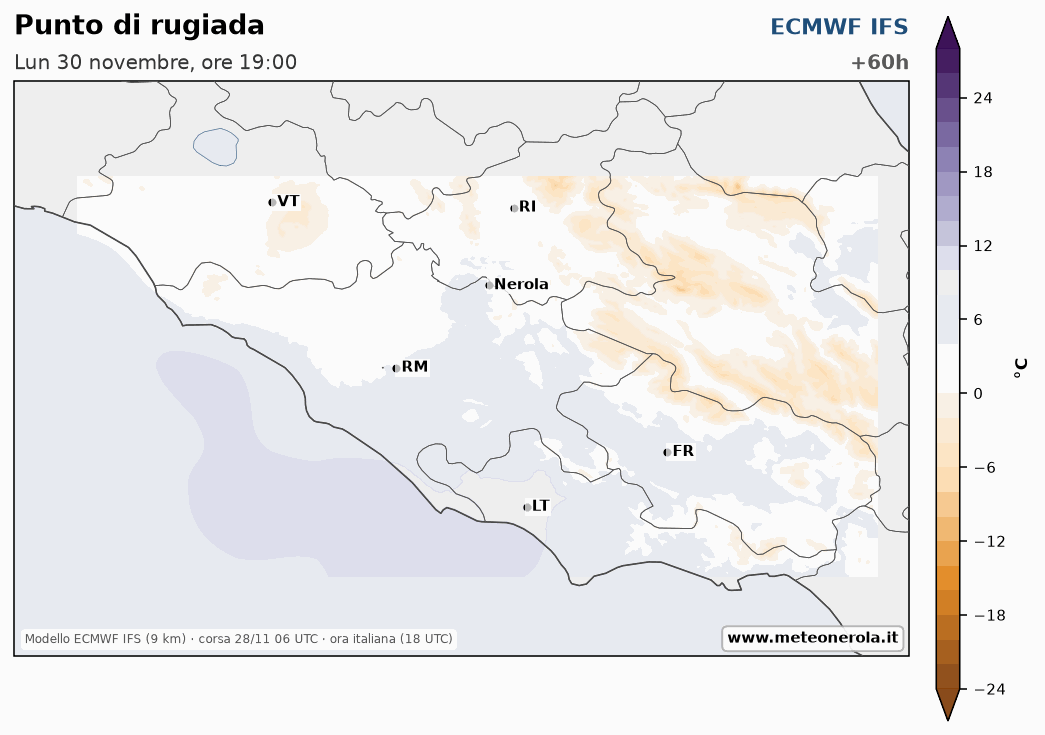 Punto di rugiada
ECMWF IFS
Lun 30 novembre, ore 19:00
+60h
VT
RI
Nerola
RM
FR
LT
Modello ECMWF IFS (9 km) · corsa 28/11 06 UTC · ora italiana (18 UTC)
www.meteonerola.it
24
18
12
6
0
−6
−12
−18
−24
°C